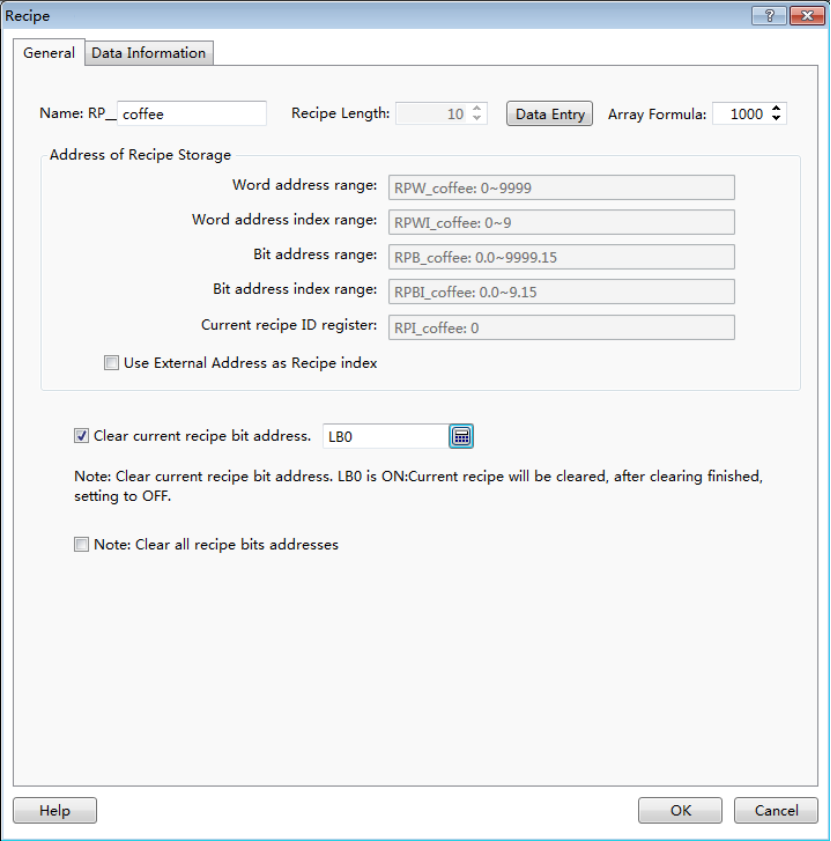 Recipe
General Data Information
Name: RP__ coffee Recipe Length: 10 Data Entry Array Formula: 1000
Address of Recipe Storage
Word address range: RPW_coffee: 0~9999
Word address index range: RPWI_coffee: 0~9
Bit address range: RPB_coffee: 0.0~9999.15
Bit address index range: RPBI_coffee: 0.0~9.15
Current recipe ID register: RPI_coffee: 0
Use External Address as Recipe index
Clear current recipe bit address. LB0
Note: Clear current recipe bit address. LB0 is ON:Current recipe will be cleared, after clearing finished,
setting to OFF.
Note: Clear all recipe bits addresses
Help OK Cancel